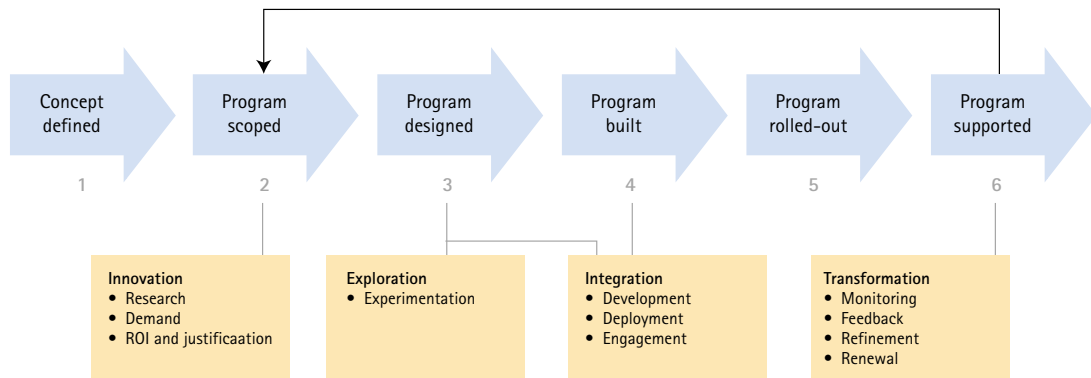 Concept
defined
Program
scoped
Program
designed
Program
built
Program
rolled-out
Program
supported
1
2
3
4
5
6
Innovation
• Research
• Demand
• ROI and justificaation
Exploration
• Experimentation
Integration
• Development
• Deployment
• Engagement
Transformation
• Monitoring
• Feedback
• Refinement
• Renewal